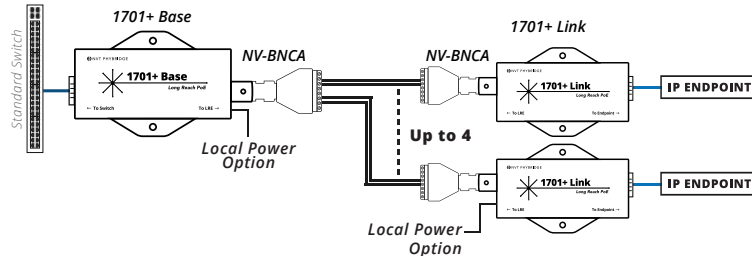 Standard Switch
1701+ Base
NV-BNCA
NVT PHYBRIDGE
1701+ Base
Long Reach PoE
← To Switch
To LRE →
Local Power
Option
Up to 4
1701+ Link
NV-BNCA
NVT PHYBRIDGE
1701+ Link
Long Reach PoE
← To LRE
To Endpoint →
IP ENDPOINT
NVT PHYBRIDGE
1701+ Link
Long Reach PoE
← To LRE
To Endpoint →
IP ENDPOINT
Local Power
Option